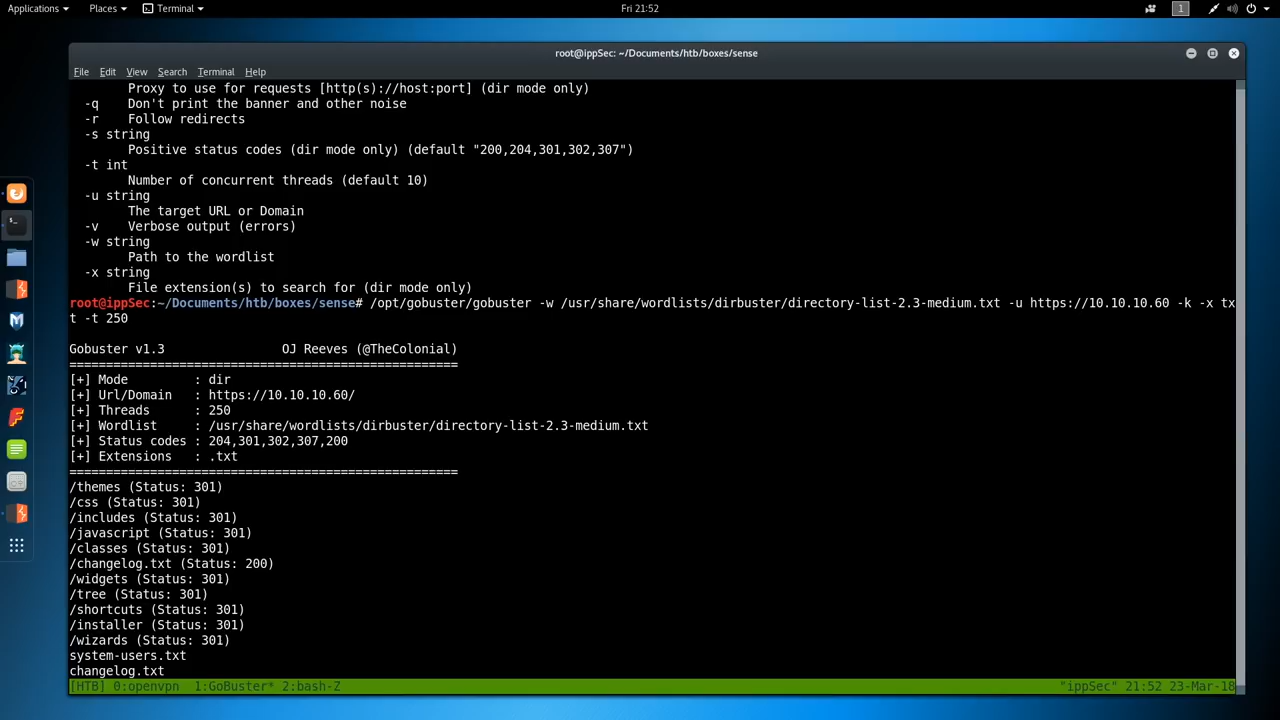 Applications Places Terminal Fri 21:52 1
root@ippSec: ~/Documents/htb/boxes/sense
File Edit View Search Terminal Help
Proxy to use for requests [http(s)://host:port] (dir mode only)
-q Don't print the banner and other noise
-r Follow redirects
-s string
Positive status codes (dir mode only) (default "200,204,301,302,307")
-t int
Number of concurrent threads (default 10)
-u string
The target URL or Domain
-v Verbose output (errors)
-w string
Path to the wordlist
-x string
File extension(s) to search for (dir mode only)
root@ippSec:~/Documents/htb/boxes/sense# /opt/gobuster/gobuster -w /usr/share/wordlists/dirbuster/directory-list-2.3-medium.txt -u https://10.10.10.60 -k -x tx
t -t 250
Gobuster v1.3 OJ Reeves (@TheColonial)
=====================================================
[+] Mode : dir
[+] Url/Domain : https://10.10.10.60/
[+] Threads : 250
[+] Wordlist : /usr/share/wordlists/dirbuster/directory-list-2.3-medium.txt
[+] Status codes : 204,301,302,307,200
[+] Extensions : .txt
=====================================================
/themes (Status: 301)
/css (Status: 301)
/includes (Status: 301)
/javascript (Status: 301)
/classes (Status: 301)
/changelog.txt (Status: 200)
/widgets (Status: 301)
/tree (Status: 301)
/shortcuts (Status: 301)
/installer (Status: 301)
/wizards (Status: 301)
system-users.txt
changelog.txt
[HTB] 0:openvpn 1:GoBuster* 2:bash-Z "ippSec" 21:52 23-Mar-18